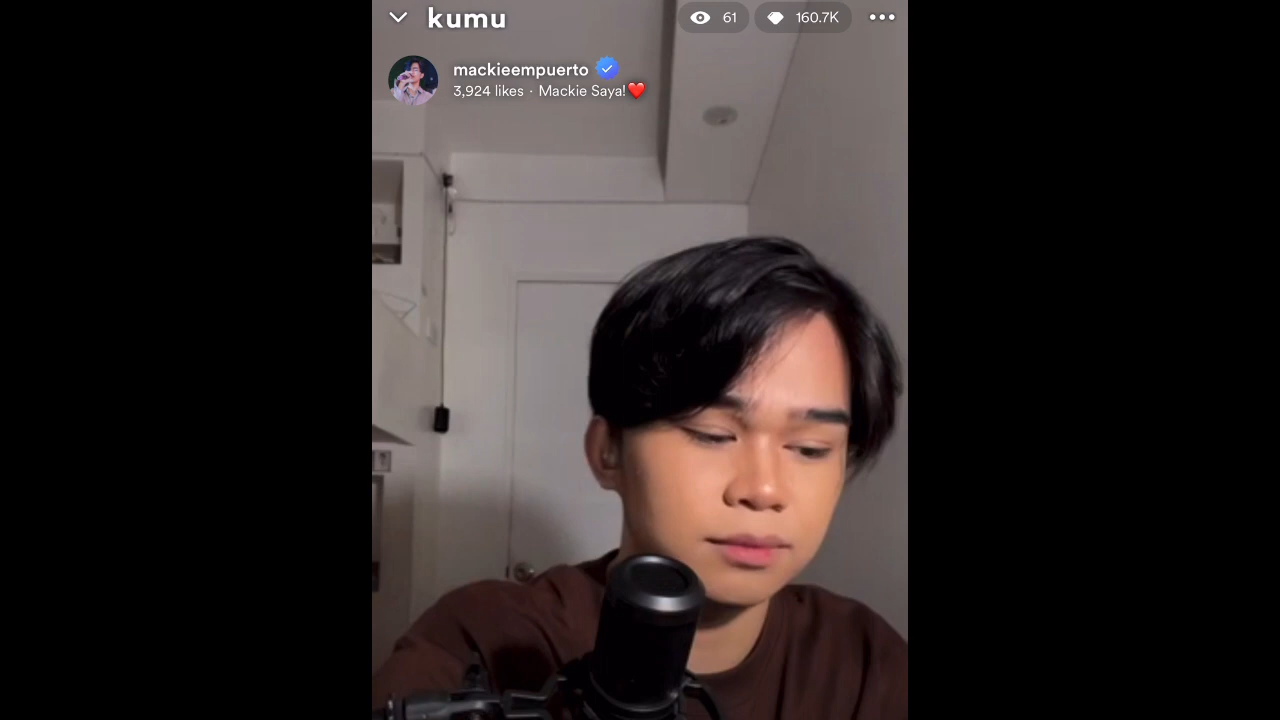 kumu
61
160.7K
mackieempuerto
3,924 likes · Mackie Saya!❤️